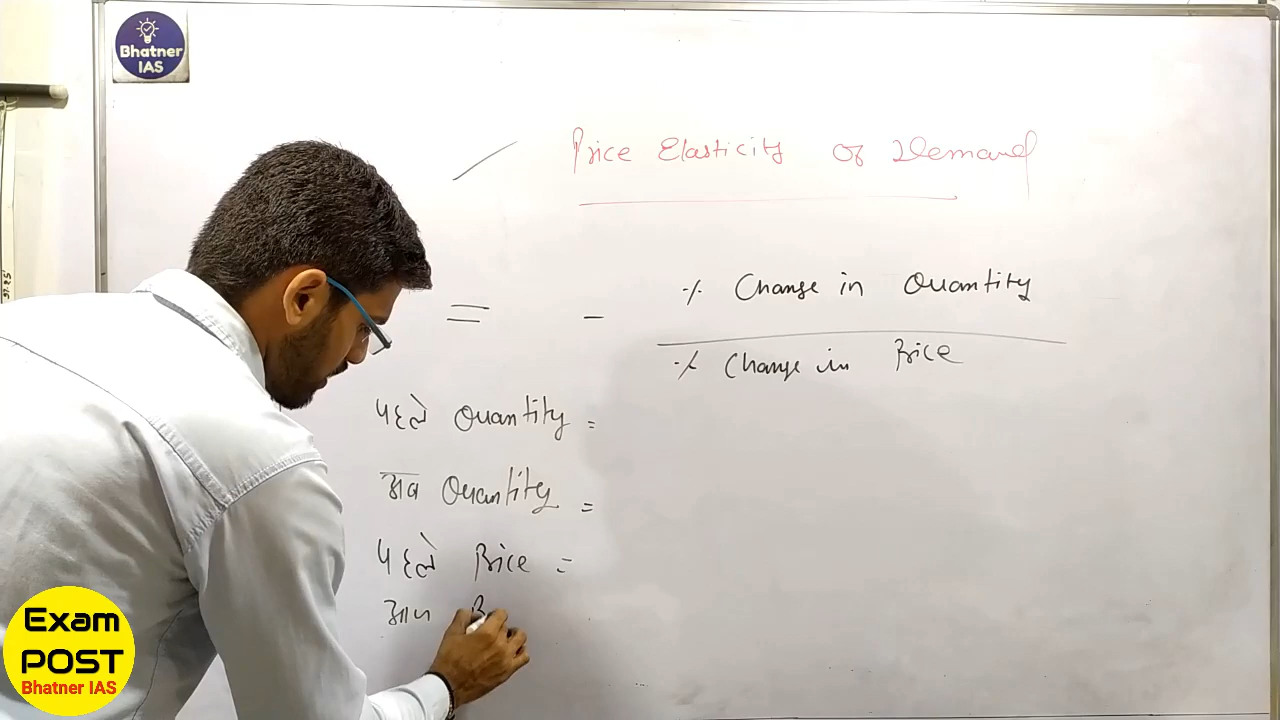 Bhatner
IAS
Price Elasticity Of Demand
= - % Change in Quantity
% Change in Price
पहले Quantity =
अब Quantity =
पहले Price =
अब
Exam
POST
Bhatner IAS